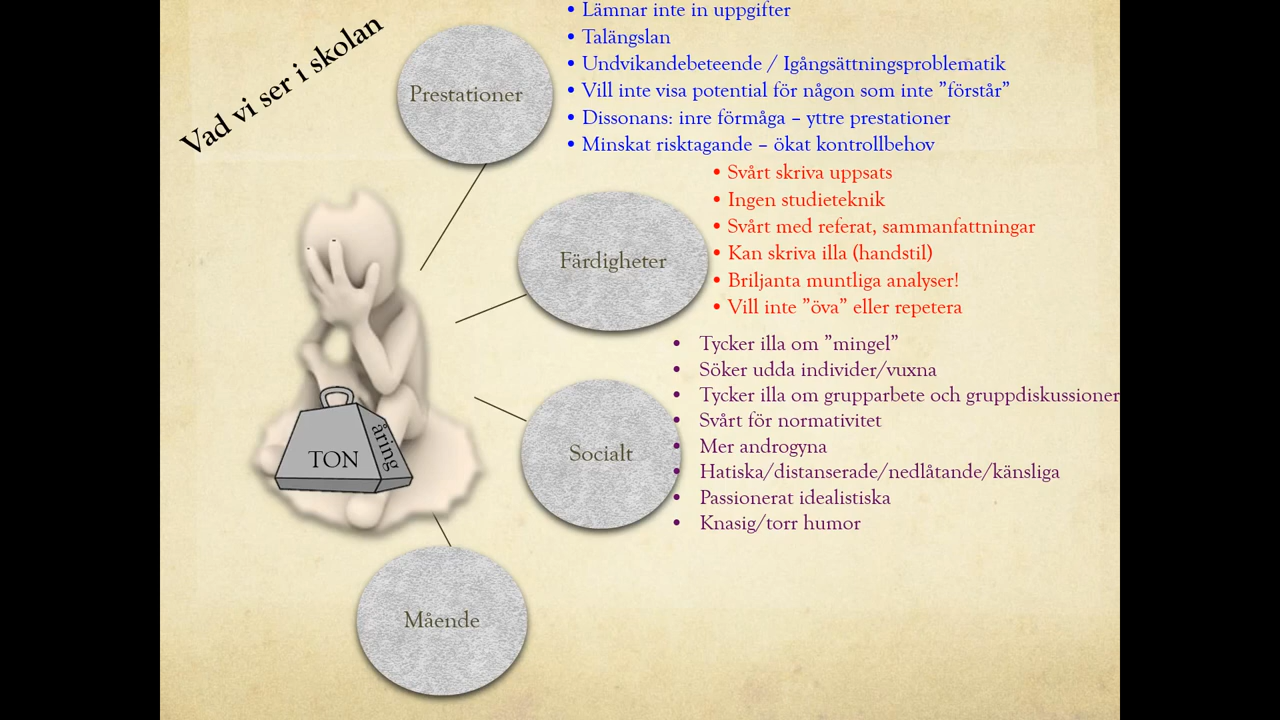 Vad vi ser i skolan
Prestationer
• Lämnar inte in uppgifter
• Talängslan
• Undvikandebeteende / Igångsättningsproblematik
• Vill inte visa potential för någon som inte ”förstår”
• Dissonans: inre förmåga – yttre prestationer
• Minskat risktagande – ökat kontrollbehov
Färdigheter
• Svårt skriva uppsats
• Ingen studieteknik
• Svårt med referat, sammanfattningar
• Kan skriva illa (handstil)
• Briljanta muntliga analyser!
• Vill inte ”öva” eller repetera
Socialt
• Tycker illa om ”mingel”
• Söker udda individer/vuxna
• Tycker illa om grupparbete och gruppdiskussioner
• Svårt för normativitet
• Mer androgyna
• Hatiska/distanserade/nedlåtande/känsliga
• Passionerat idealistiska
• Knasig/torr humor
TON
åring
Mående